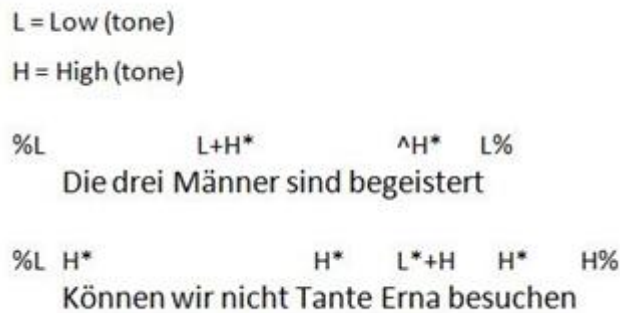 L = Low (tone)
H = High (tone)
%L L+H* ^H* L%
Die drei Männer sind begeistert
%L H* H* L*+H H* H%
Können wir nicht Tante Erna besuchen